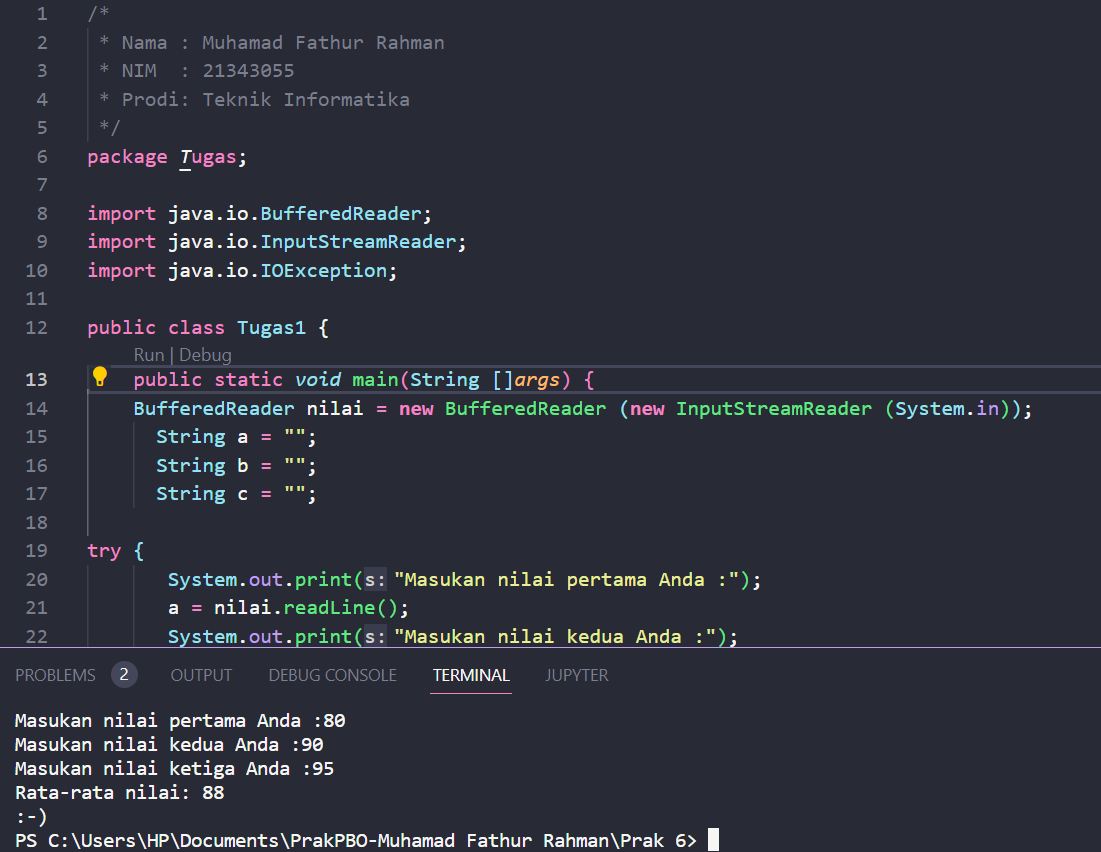 1 /*
2 * Nama : Muhamad Fathur Rahman
3 * NIM  : 21343055
4 * Prodi: Teknik Informatika
5 */
6 package Tugas;
7
8 import java.io.BufferedReader;
9 import java.io.InputStreamReader;
10 import java.io.IOException;
11
12 public class Tugas1 {
Run | Debug
13 public static void main(String []args) {
14 BufferedReader nilai = new BufferedReader (new InputStreamReader (System.in));
15 String a = "";
16 String b = "";
17 String c = "";
18
19 try {
20 System.out.print(s: "Masukan nilai pertama Anda :");
21 a = nilai.readLine();
22 System.out.print(s: "Masukan nilai kedua Anda :");
PROBLEMS 2 OUTPUT DEBUG CONSOLE TERMINAL JUPYTER
Masukan nilai pertama Anda :80
Masukan nilai kedua Anda :90
Masukan nilai ketiga Anda :95
Rata-rata nilai: 88
:-)
PS C:\Users\HP\Documents\PrakPBO-Muhamad Fathur Rahman\Prak 6>